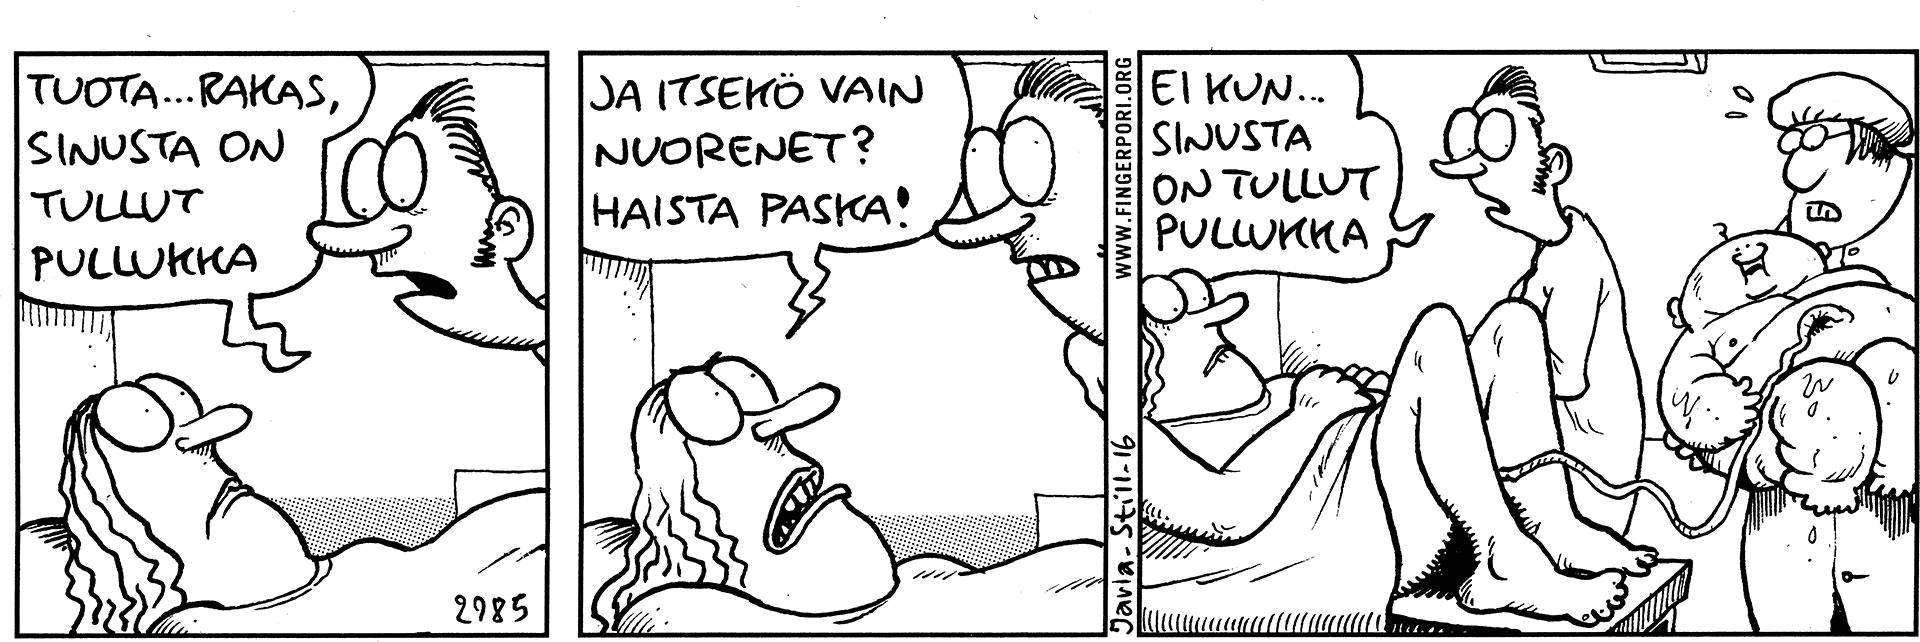 TUOTA...RAKAS,
SINUSTA ON
TULLUT
PULLUKKA
2985
JA ITSEKÖ VAIN
NUORENET?
HAISTA PASKA!
WWW.FINGERPORI.ORG
Jarla-Still-16
EI KUN...
SINUSTA
ON TULLUT
PULLUKKA